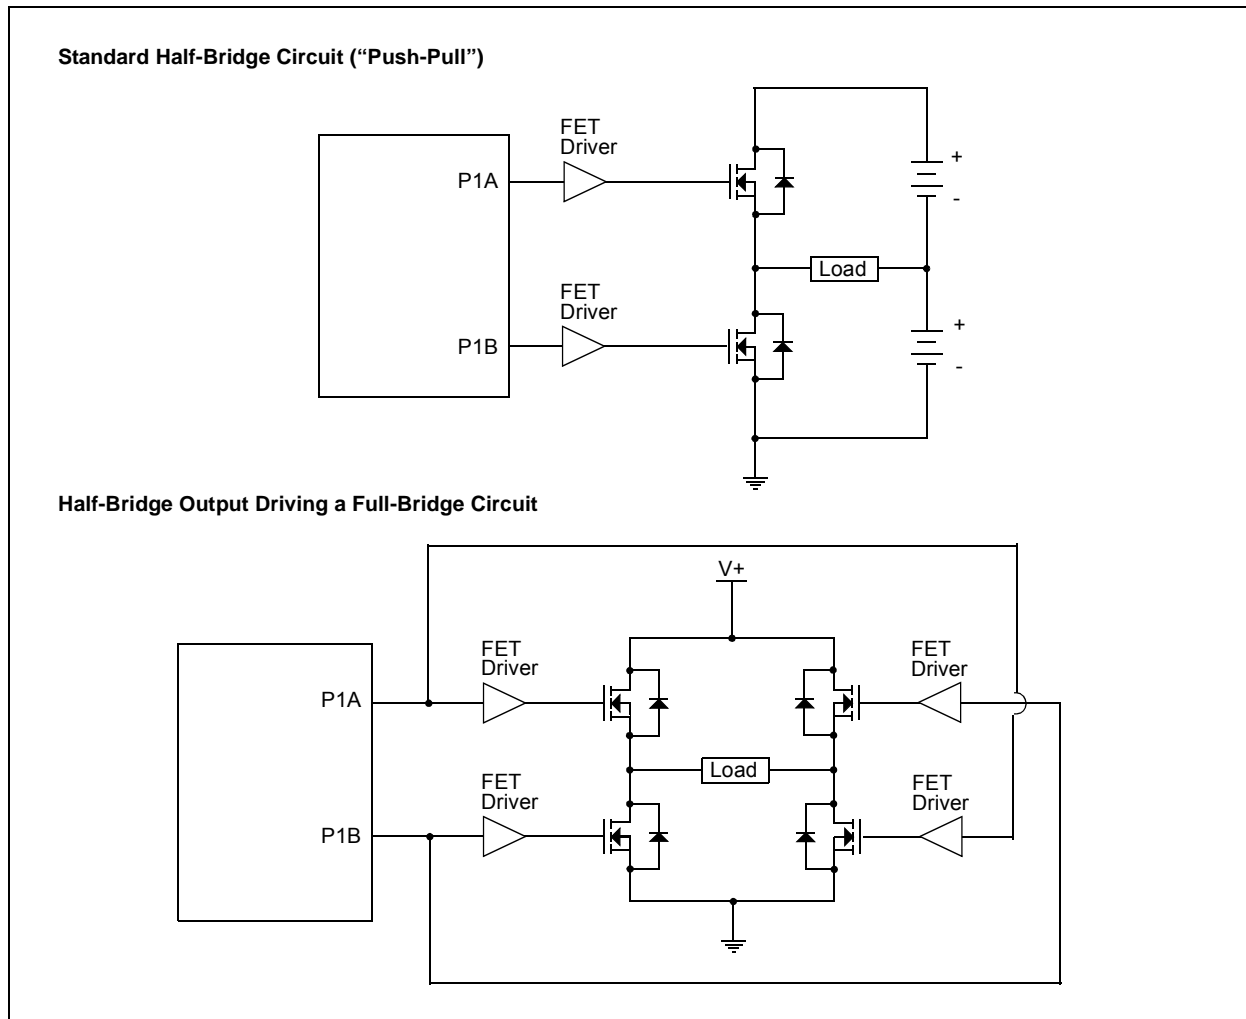 Standard Half-Bridge Circuit (“Push-Pull”)
FET
Driver
P1A
+
-
Load
FET
Driver
P1B
+
-
Half-Bridge Output Driving a Full-Bridge Circuit
V+
FET
Driver
FET
Driver
P1A
Load
FET
Driver
FET
Driver
P1B